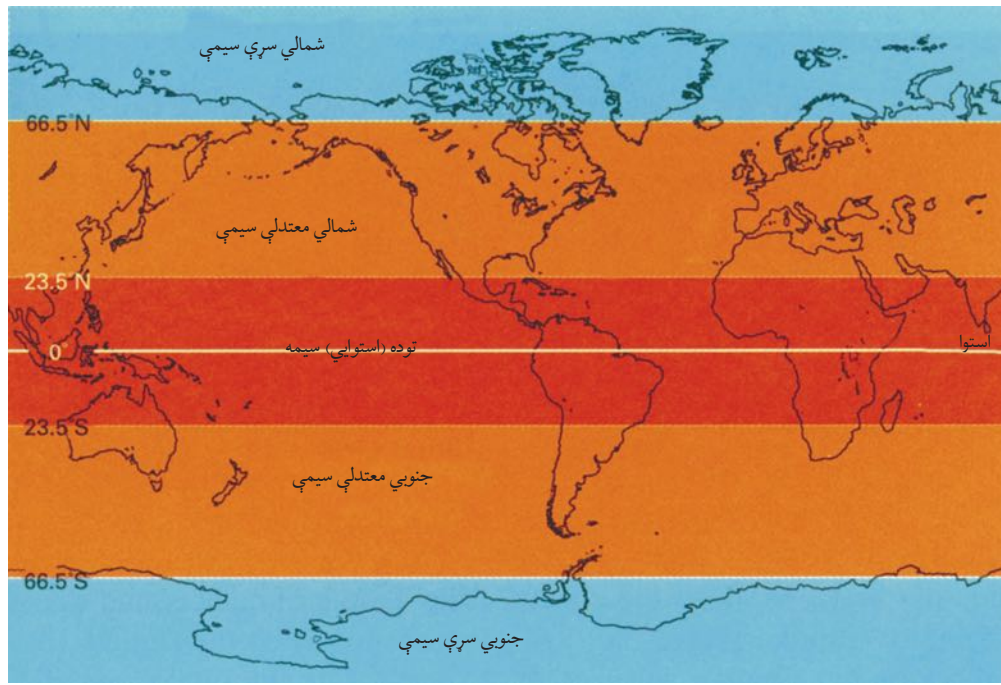 شمالي سړې سيمې
66.5°N
شمالي معتدلې سيمې
23.5°N
استوا
توده (استوايي) سيمه
0°
23.5°S
جنوبي معتدلې سيمې
66.5°S
جنوبي سړې سيمې